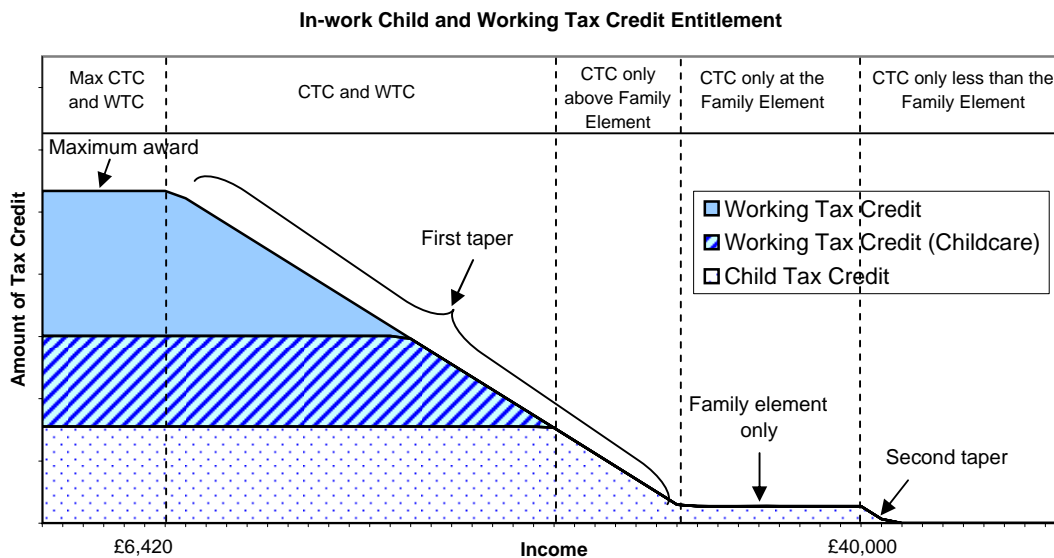 In-work Child and Working Tax Credit Entitlement
Max CTC
and WTC
CTC and WTC
CTC only
above Family
Element
CTC only at the
Family Element
CTC only less than the
Family Element
Maximum award
First taper
Working Tax Credit
Working Tax Credit (Childcare)
Child Tax Credit
Family element
only
Second taper
Amount of Tax Credit
£6,420
Income
£40,000